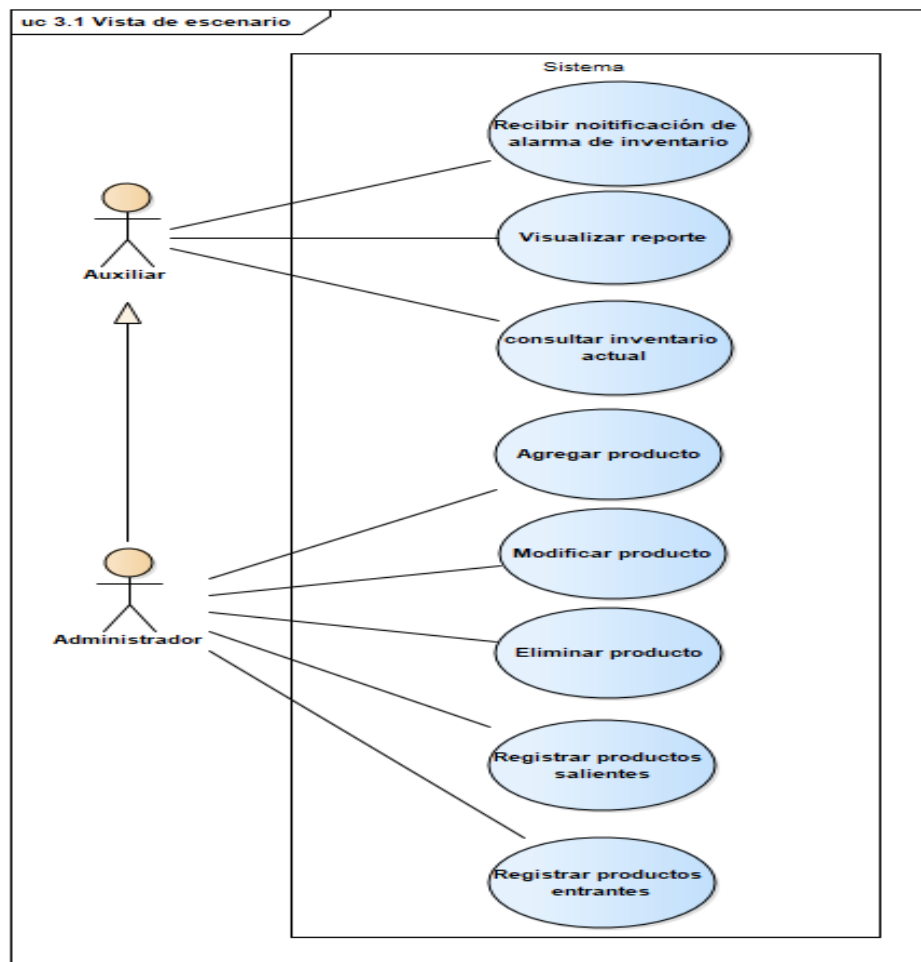 uc 3.1 Vista de escenario
Sistema
Recibir noitificación de
alarma de inventario
Visualizar reporte
Auxiliar
consultar inventario
actual
Agregar producto
Modificar producto
Administrador
Eliminar producto
Registrar productos
salientes
Registrar productos
entrantes